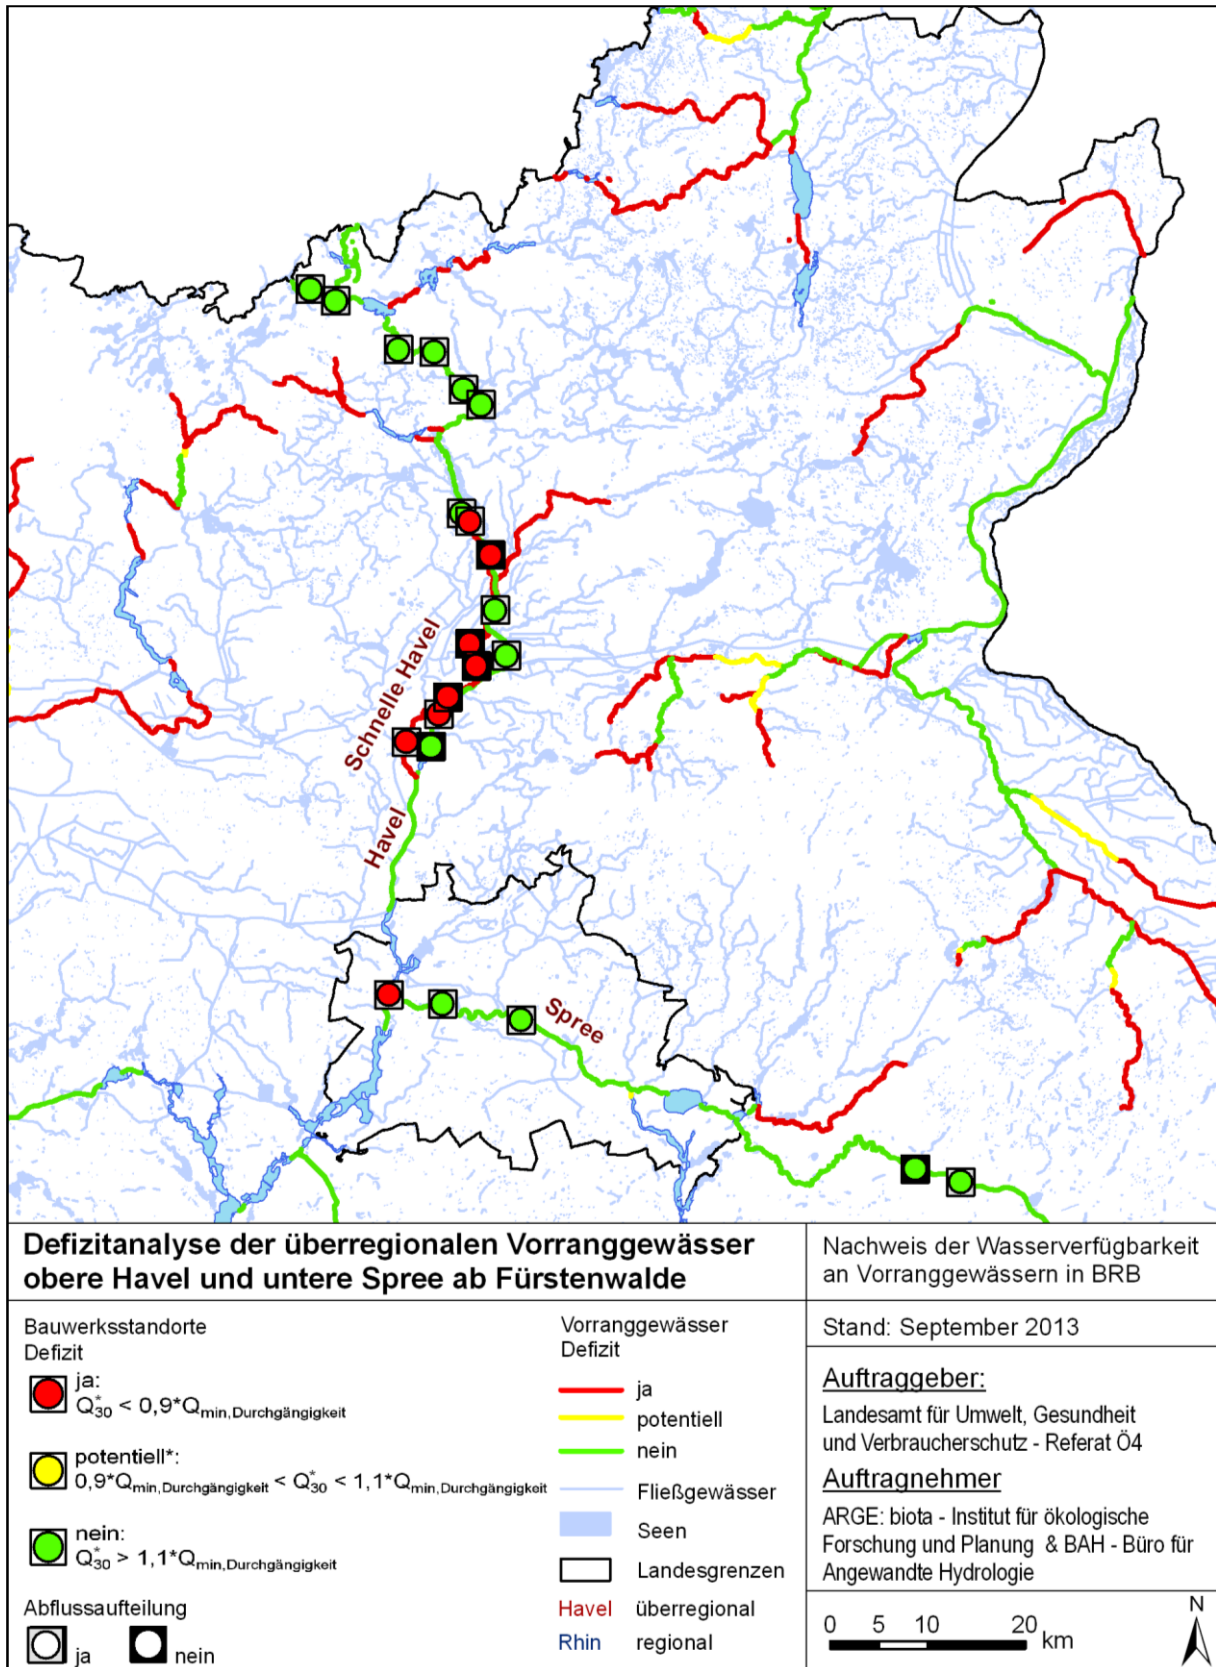 Schnelle Havel
Havel
Spree
Defizitanalyse der überregionalen Vorranggewässer
obere Havel und untere Spree ab Fürstenwalde
Nachweis der Wasserverfügbarkeit
an Vorranggewässern in BRB
Bauwerksstandorte
Defizit
ja:
Q*30 < 0,9*Qmin,Durchgängigkeit
potentiell*:
0,9*Qmin,Durchgängigkeit < Q*30 < 1,1*Qmin,Durchgängigkeit
nein:
Q*30 > 1,1*Qmin,Durchgängigkeit
Abflussaufteilung
ja nein
Vorranggewässer
Defizit
ja
potentiell
nein
Fließgewässer
Seen
Landesgrenzen
Havel überregional
Rhin regional
Stand: September 2013
Auftraggeber:
Landesamt für Umwelt, Gesundheit
und Verbraucherschutz - Referat Ö4
Auftragnehmer
ARGE: biota - Institut für ökologische
Forschung und Planung & BAH - Büro für
Angewandte Hydrologie
0 5 10 20 km
N